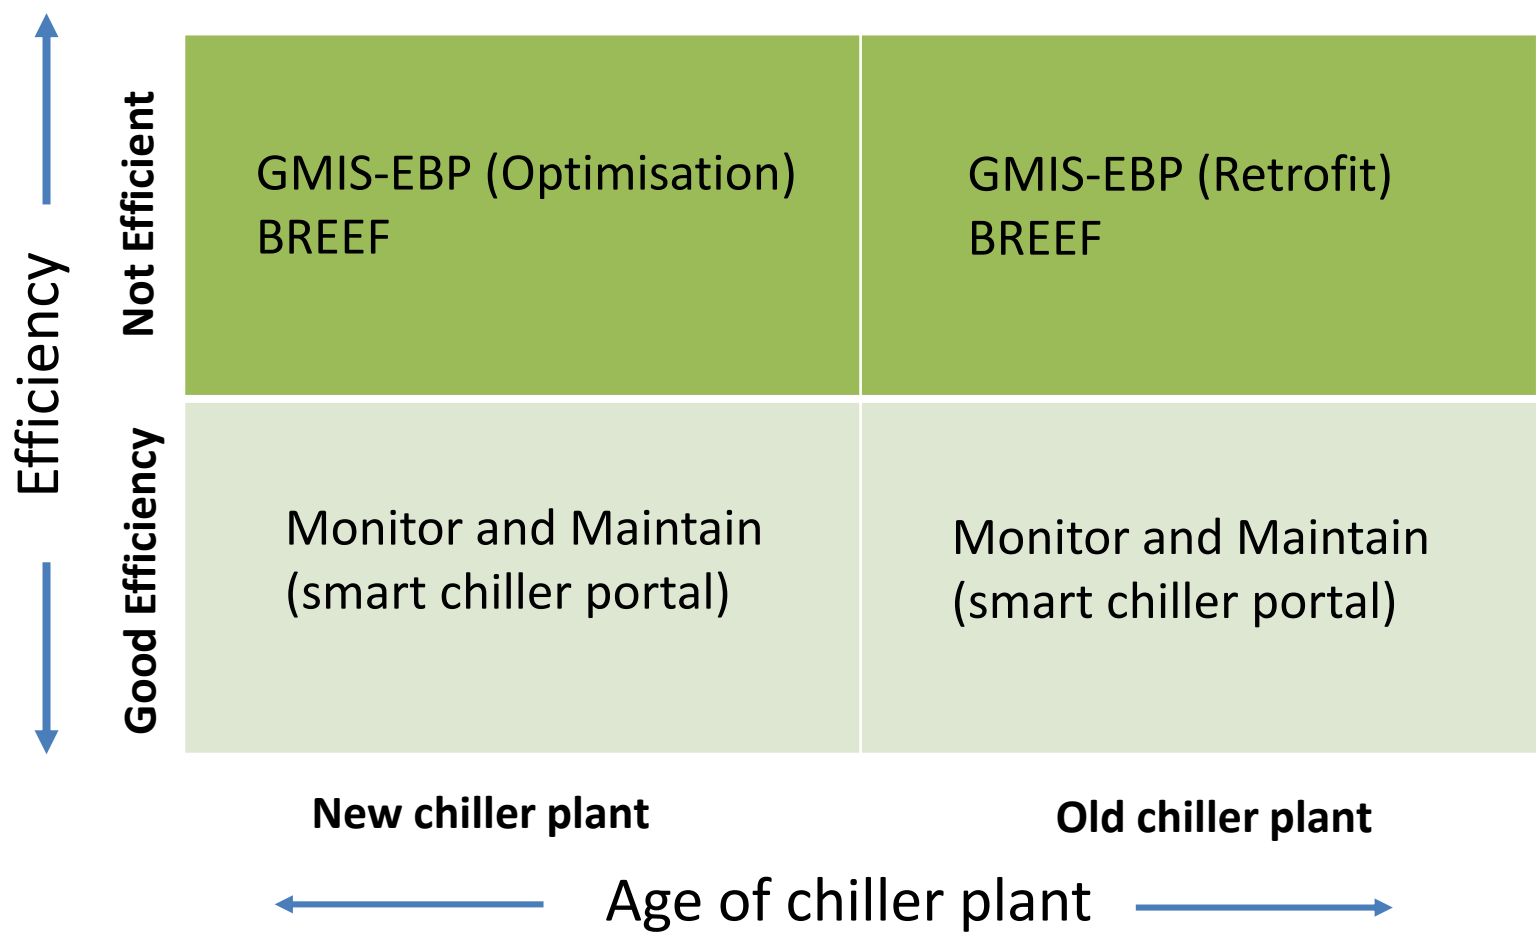 Efficiency
Not Efficient
GMIS-EBP (Optimisation)
BREEF
GMIS-EBP (Retrofit)
BREEF
Good Efficiency
Monitor and Maintain
(smart chiller portal)
Monitor and Maintain
(smart chiller portal)
New chiller plant
Old chiller plant
Age of chiller plant